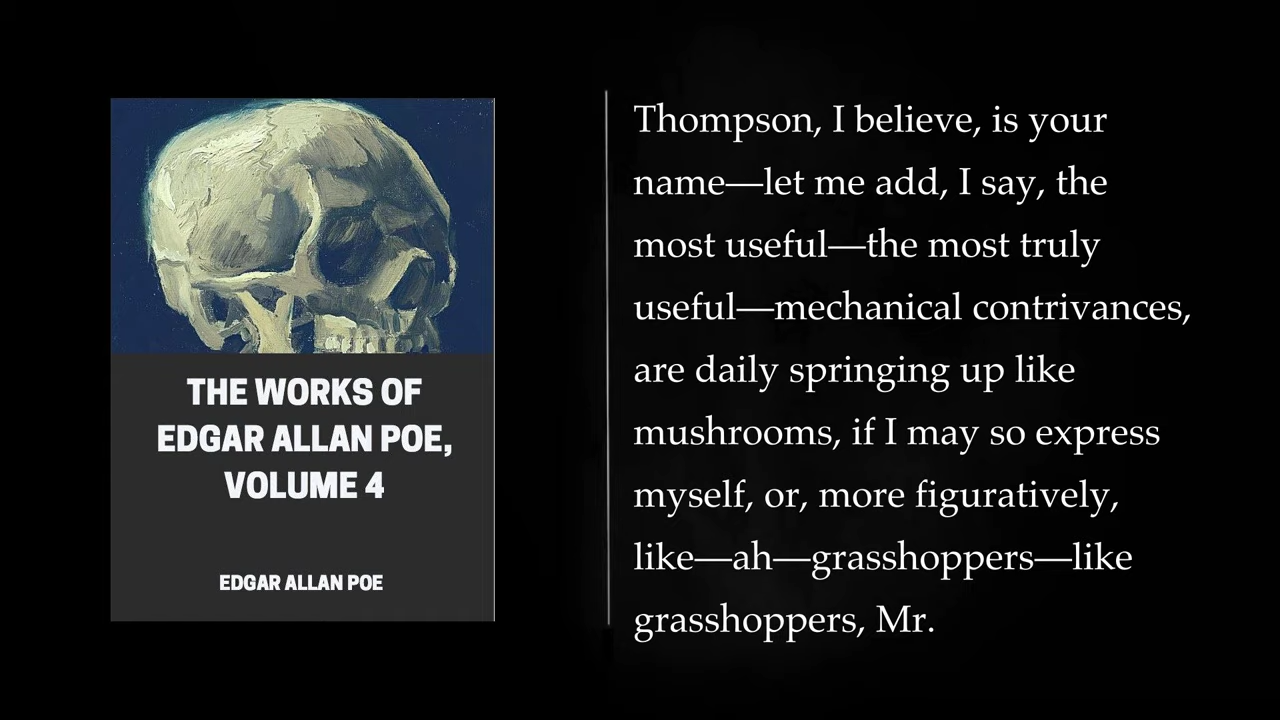 THE WORKS OF
EDGAR ALLAN POE,
VOLUME 4
EDGAR ALLAN POE
Thompson, I believe, is your
name—let me add, I say, the
most useful—the most truly
useful—mechanical contrivances,
are daily springing up like
mushrooms, if I may so express
myself, or, more figuratively,
like—ah—grasshoppers—like
grasshoppers, Mr.